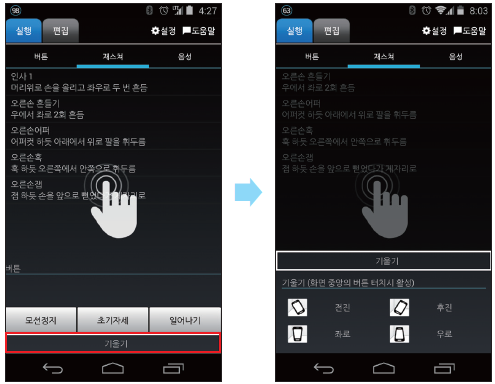 98
4:27
실행 편집 설정 도움말
버튼 제스쳐 음성
인사 1
머리위로 손을 올리고 좌우로 두 번 흔듬
오른손 흔들기
우에서 좌로 2회 흔듬
오른손어퍼
어퍼컷 하듯 아래에서 위로 팔을 휘두름
오른손훅
훅 하듯 오른쪽에서 안쪽으로 휘두름
오른손잽
잽 하듯 손을 앞으로 뻗었다가 제자리로
버튼
모션정지 초기자세 일어나기
기울기
63
8:03
실행 편집 설정 도움말
버튼 제스쳐 음성
오른손 흔들기
우에서 좌로 2회 흔듬
오른손어퍼
어퍼컷 하듯 아래에서 위로 팔을 휘두름
오른손훅
훅 하듯 오른쪽에서 안쪽으로 휘두름
오른손잽
잽 하듯 손을 앞으로 뻗었다가 제자리로
기울기
기울기 (화면 중앙의 버튼 터치시 활성)
전진 후진
좌로 우로